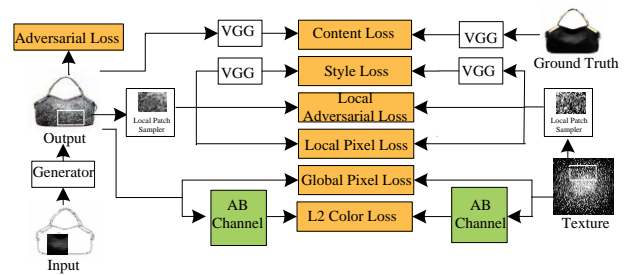 Adversarial Loss
VGG
Content Loss
VGG
Ground Truth
VGG
Style Loss
VGG
Local Patch
Sampler
Local
Adversarial Loss
Local Patch
Sampler
Output
Local Pixel Loss
Generator
Global Pixel Loss
AB
Channel
L2 Color Loss
AB
Channel
Texture
Input